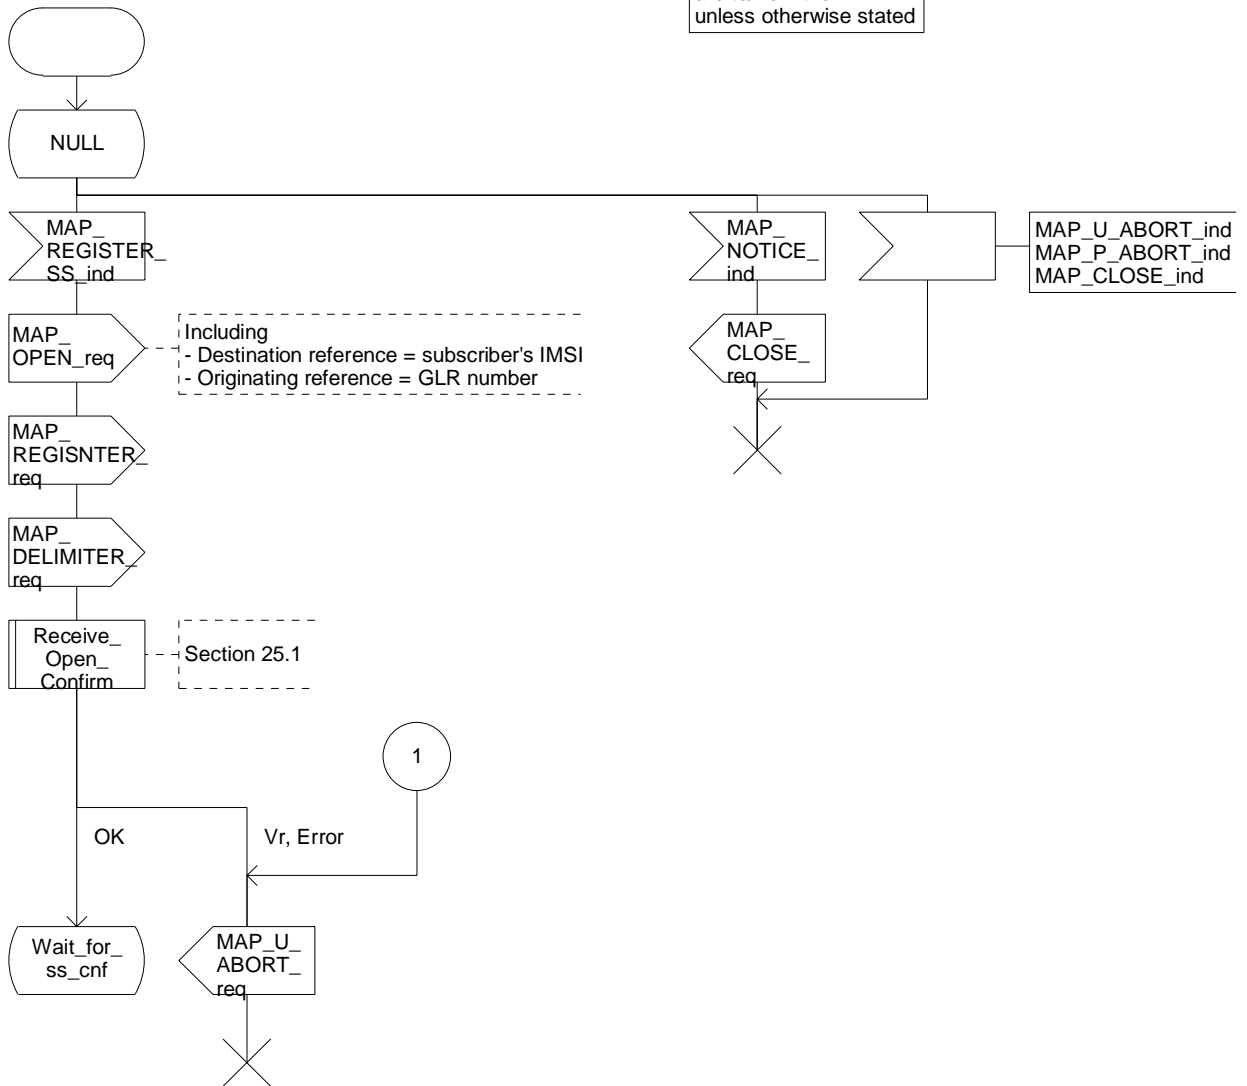 unless otherwise stated
NULL
MAP_
REGISTER_
SS_ind
MAP_
NOTICE_
ind
MAP_U_ABORT_ind
MAP_P_ABORT_ind
MAP_CLOSE_ind
MAP_
OPEN_req
Including
- Destination reference = subscriber's IMSI
- Originating reference = GLR number
MAP_
CLOSE_
req
MAP_
REGISNTER_
req
MAP_
DELIMITER_
req
Receive_
Open_
Confirm
Section 25.1
1
OK
Vr, Error
Wait_for_
ss_cnf
MAP_U_
ABORT_
req